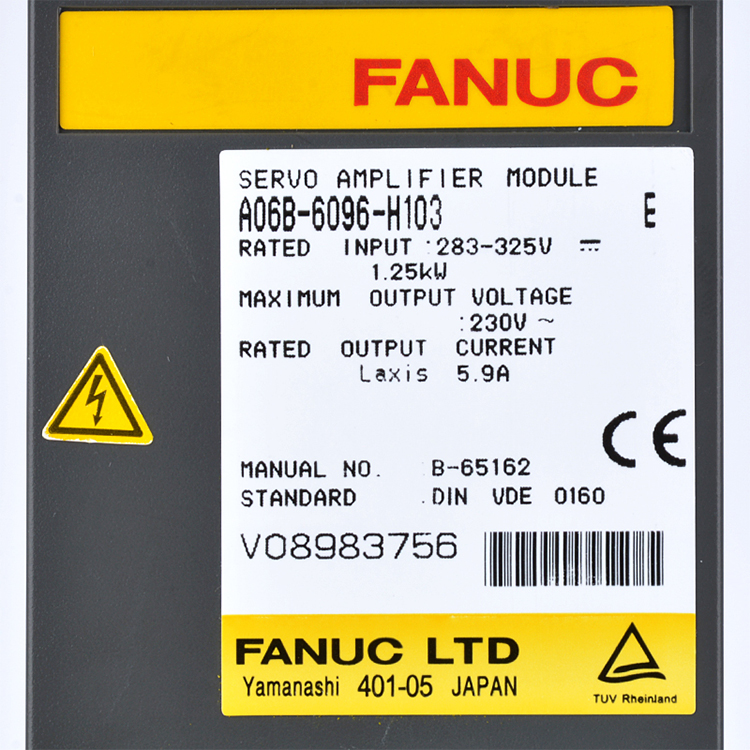 FANUC
SERVO AMPLIFIER MODULE
A06B-6096-H103 E
RATED INPUT :283-325V ⎓
1.25kW
MAXIMUM OUTPUT VOLTAGE
:230V ~
RATED OUTPUT CURRENT
Laxis 5.9A
CE
MANUAL NO. B-65162
STANDARD .DIN VDE 0160
V08983756
FANUC LTD
Yamanashi 401-05 JAPAN
TUV Rheinland